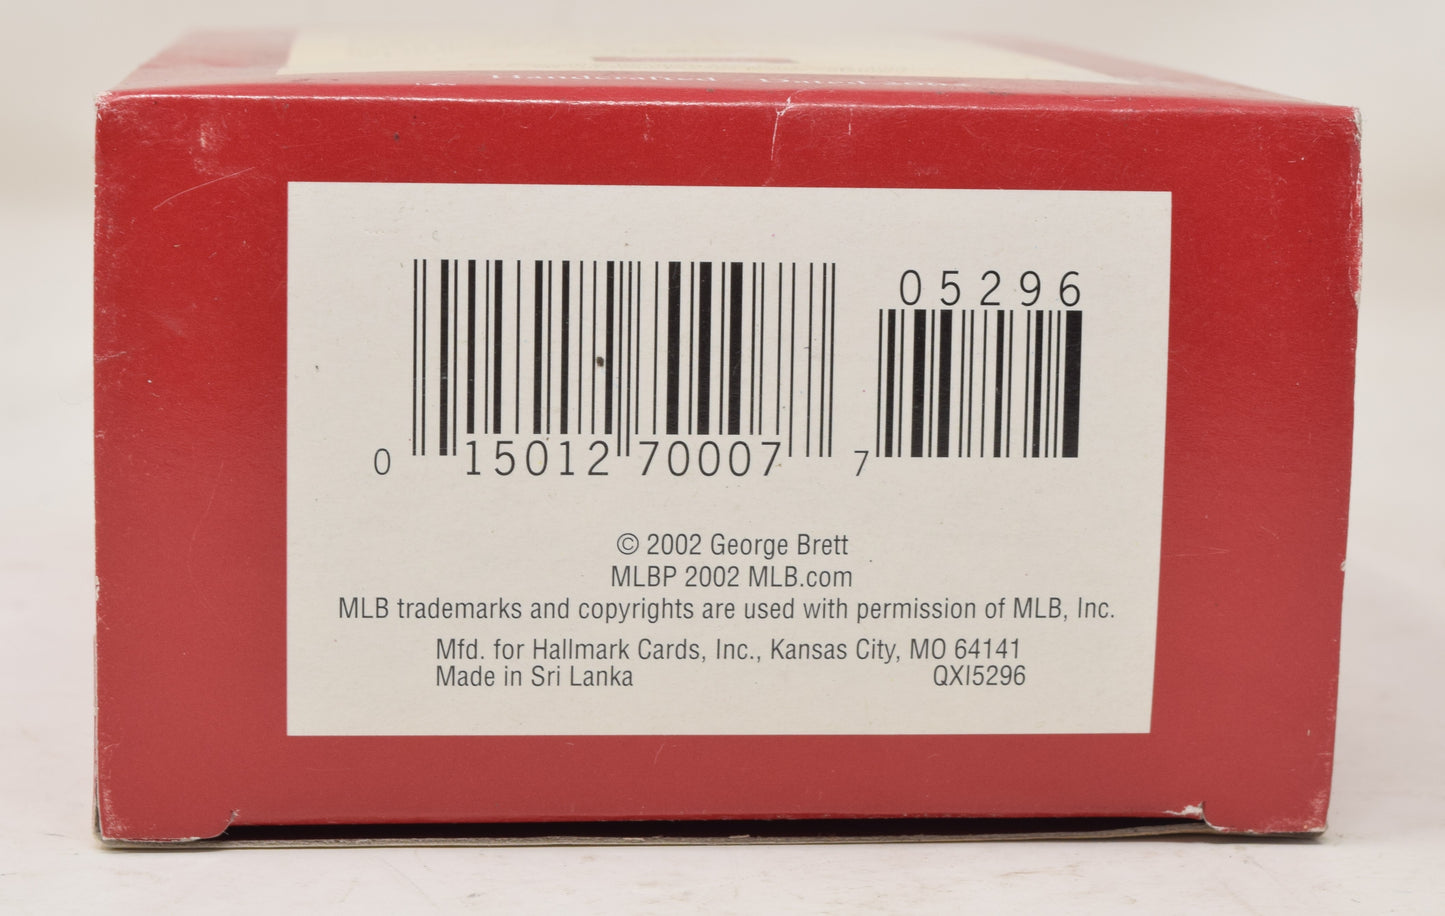 Handcrafted
05296
0 15012 70007 7
© 2002 George Brett
MLBP 2002 MLB.com
MLB trademarks and copyrights are used with permission of MLB, Inc.
Mfd. for Hallmark Cards, Inc., Kansas City, MO 64141
Made in Sri Lanka QXI5296